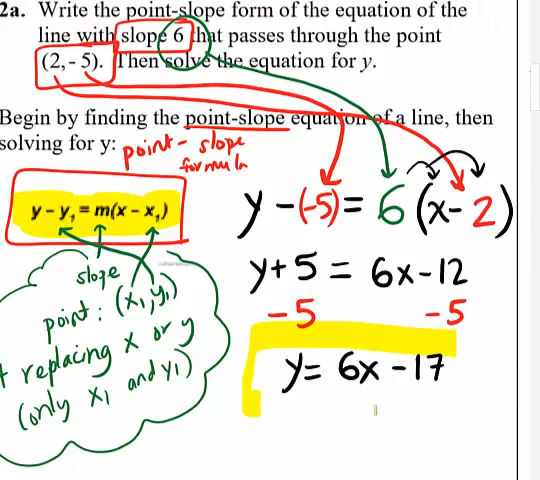 2a. Write the point-slope form of the equation of the
line with slope 6 that passes through the point
(2,- 5). Then solve the equation for y.
Begin by finding the point-slope equation of a line, then
solving for y:
point - slope
formula
y - y₁ = m(x - x₁)
slope
point: (x₁, y₁)
replacing x or y
(only x₁ and y₁)
y -(-5)= 6(x- 2)
y+5 = 6x-12
-5 -5
y= 6x -17